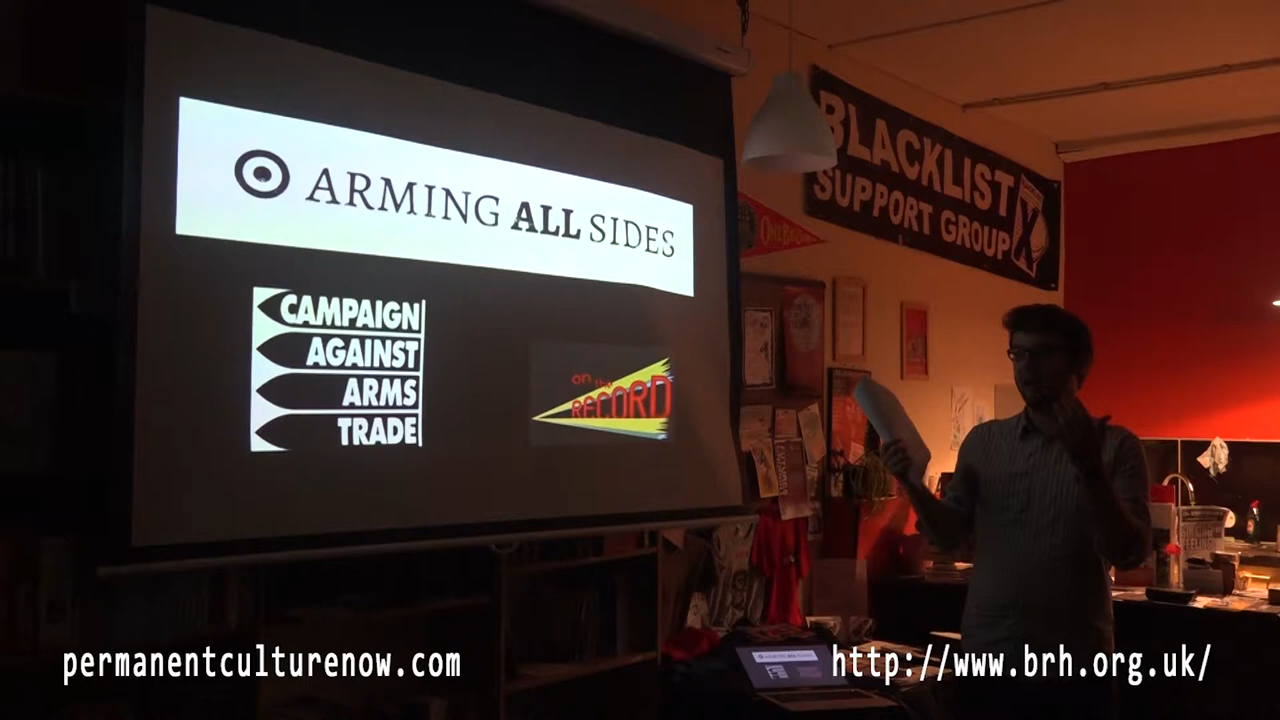 ARMING ALL SIDES
CAMPAIGN
AGAINST
ARMS
TRADE
on the
RECORD
BLACKLIST
SUPPORT GROUP
permanentculturenow.com
http://www.brh.org.uk/